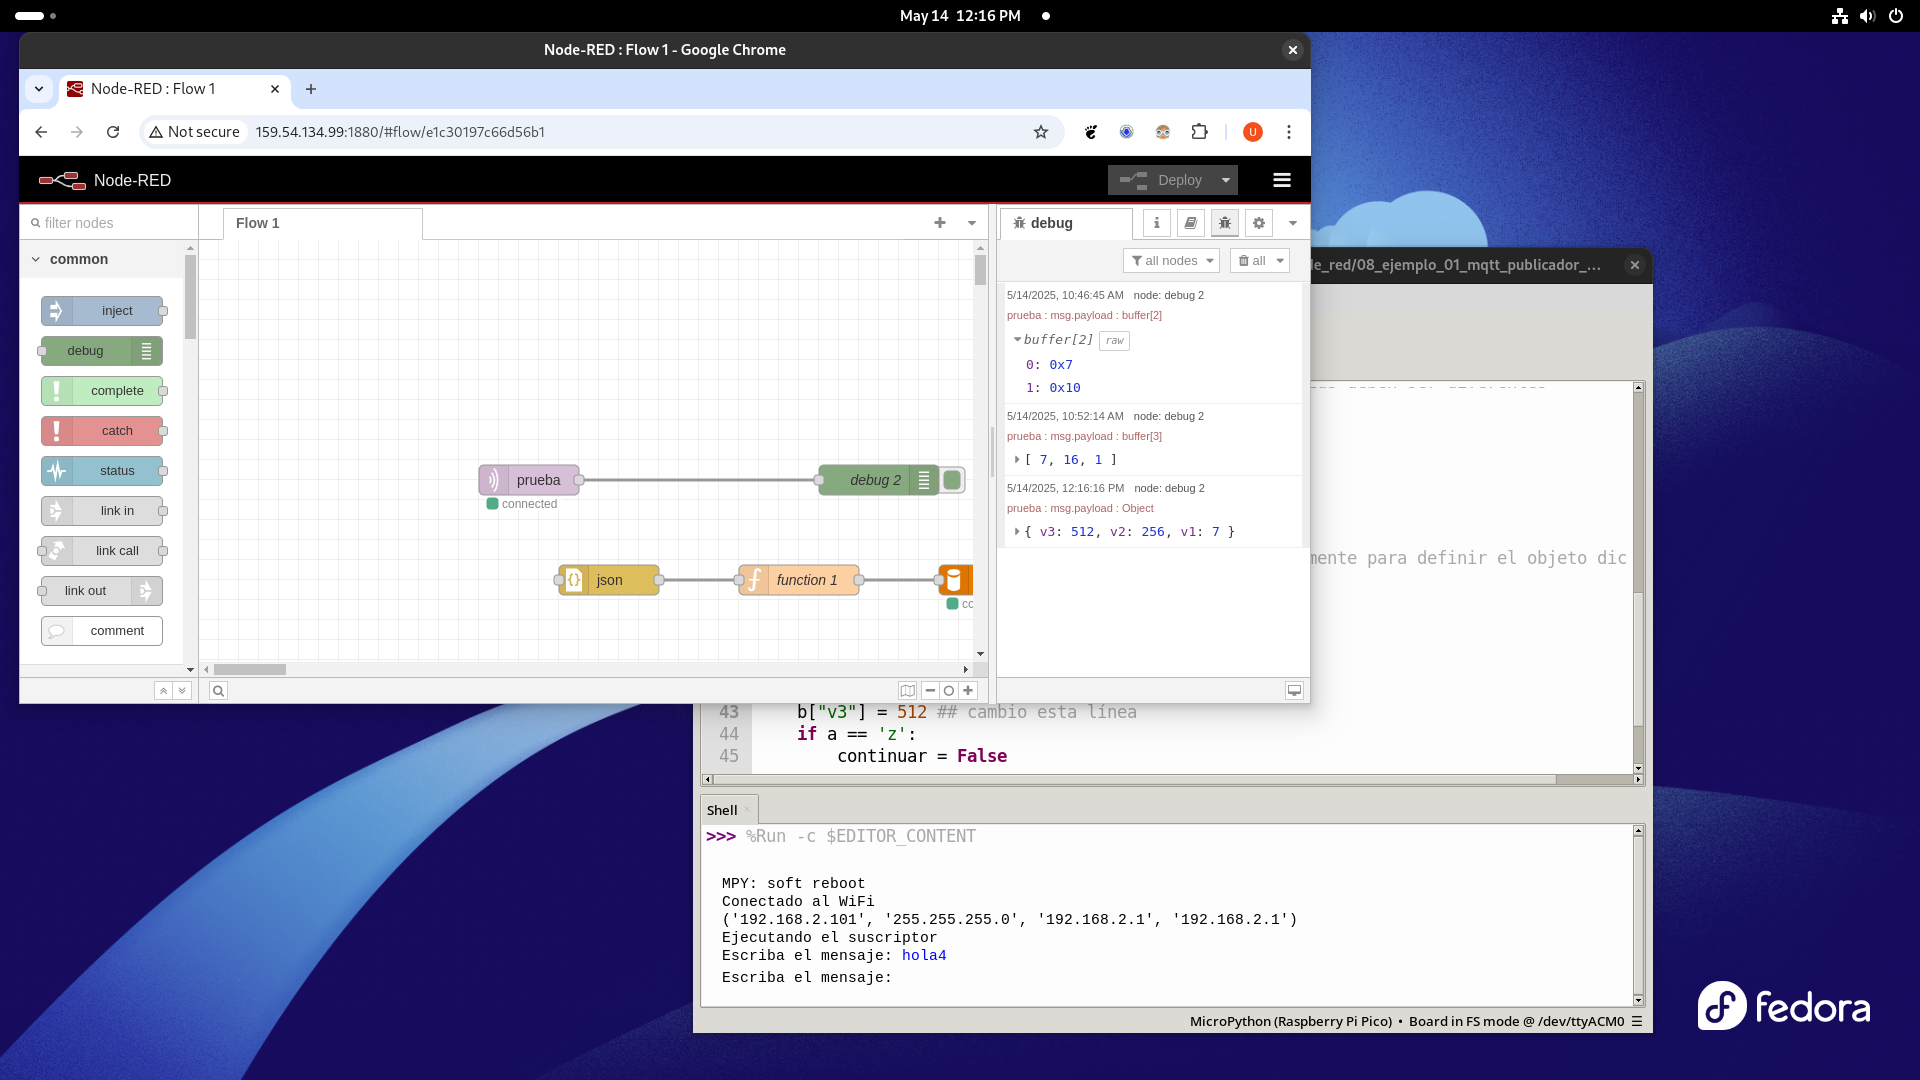 May 14 12:16 PM
Node-RED : Flow 1 - Google Chrome
Node-RED : Flow 1
Not secure
159.54.134.99:1880/#flow/e1c30197c66d56b1
U
Node-RED
Deploy
filter nodes
Flow 1
debug
i
common
all nodes
all
inject
debug
complete
catch
status
link in
link call
link out
comment
prueba
connected
debug 2
json
function 1
co
5/14/2025, 10:46:45 AM node: debug 2
prueba : msg.payload : buffer[2]
buffer[2] raw
0: 0x7
1: 0x10
5/14/2025, 10:52:14 AM node: debug 2
prueba : msg.payload : buffer[3]
[ 7, 16, 1 ]
5/14/2025, 12:16:16 PM node: debug 2
prueba : msg.payload : Object
{ v3: 512, v2: 256, v1: 7 }
de_red/08_ejemplo_01_mqtt_publicador_...
mente para definir el objeto dic
43 b["v3"] = 512 ## cambio esta línea
44 if a == 'z':
45 continuar = False
Shell
>>> %Run -c $EDITOR_CONTENT
MPY: soft reboot
Conectado al WiFi
('192.168.2.101', '255.255.255.0', '192.168.2.1', '192.168.2.1')
Ejecutando el suscriptor
Escriba el mensaje: hola4
Escriba el mensaje:
MicroPython (Raspberry Pi Pico) • Board in FS mode @ /dev/ttyACM0
fedora